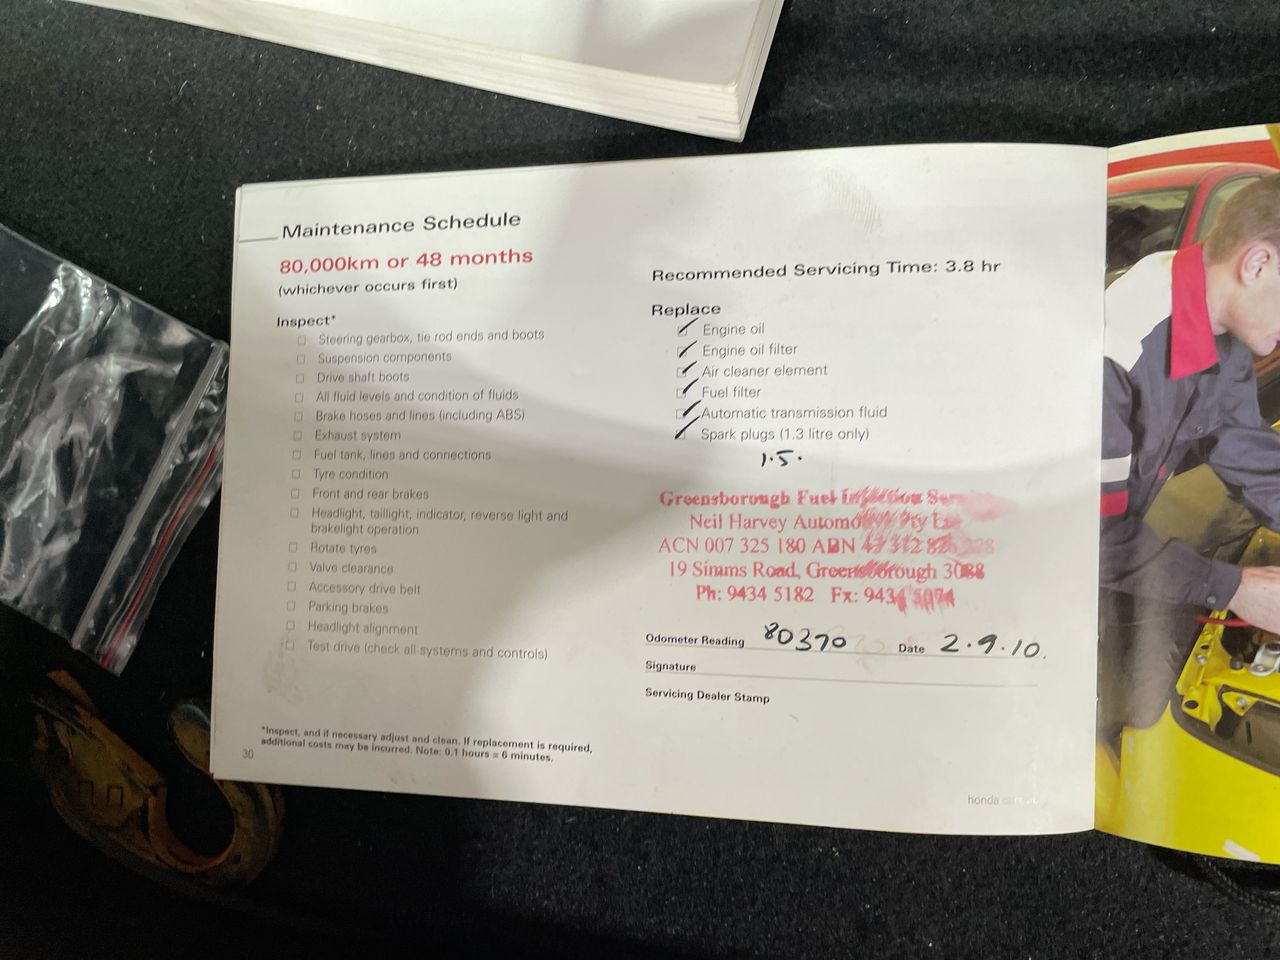 Maintenance Schedule
80,000km or 48 months
(whichever occurs first)
Inspect*
Steering gearbox, tie rod ends and boots
Suspension components
Drive shaft boots
All fluid levels and condition of fluids
Brake hoses and lines (including ABS)
Exhaust system
Fuel tank, lines and connections
Tyre condition
Front and rear brakes
Headlight, taillight, indicator, reverse light and
brakelight operation
Rotate tyres
Valve clearance
Accessory drive belt
Parking brakes
Headlight alignment
Test drive (check all systems and controls)
*Inspect, and if necessary adjust and clean. If replacement is required,
additional costs may be incurred. Note: 0.1 hours = 6 minutes.
30
Recommended Servicing Time: 3.8 hr
Replace
Engine oil
Engine oil filter
Air cleaner element
Fuel filter
Automatic transmission fluid
Spark plugs (1.3 litre only)
1.5.
Greensborough Fuel Injection
Neil Harvey Pty
ACN 007 325 180 ABN
19 Simms Road, Greensborough 3088
Ph: 9434 5182 Fx: 9434 5074
Odometer Reading 80370 Date 2.9.10.
Signature
Servicing Dealer Stamp
honda